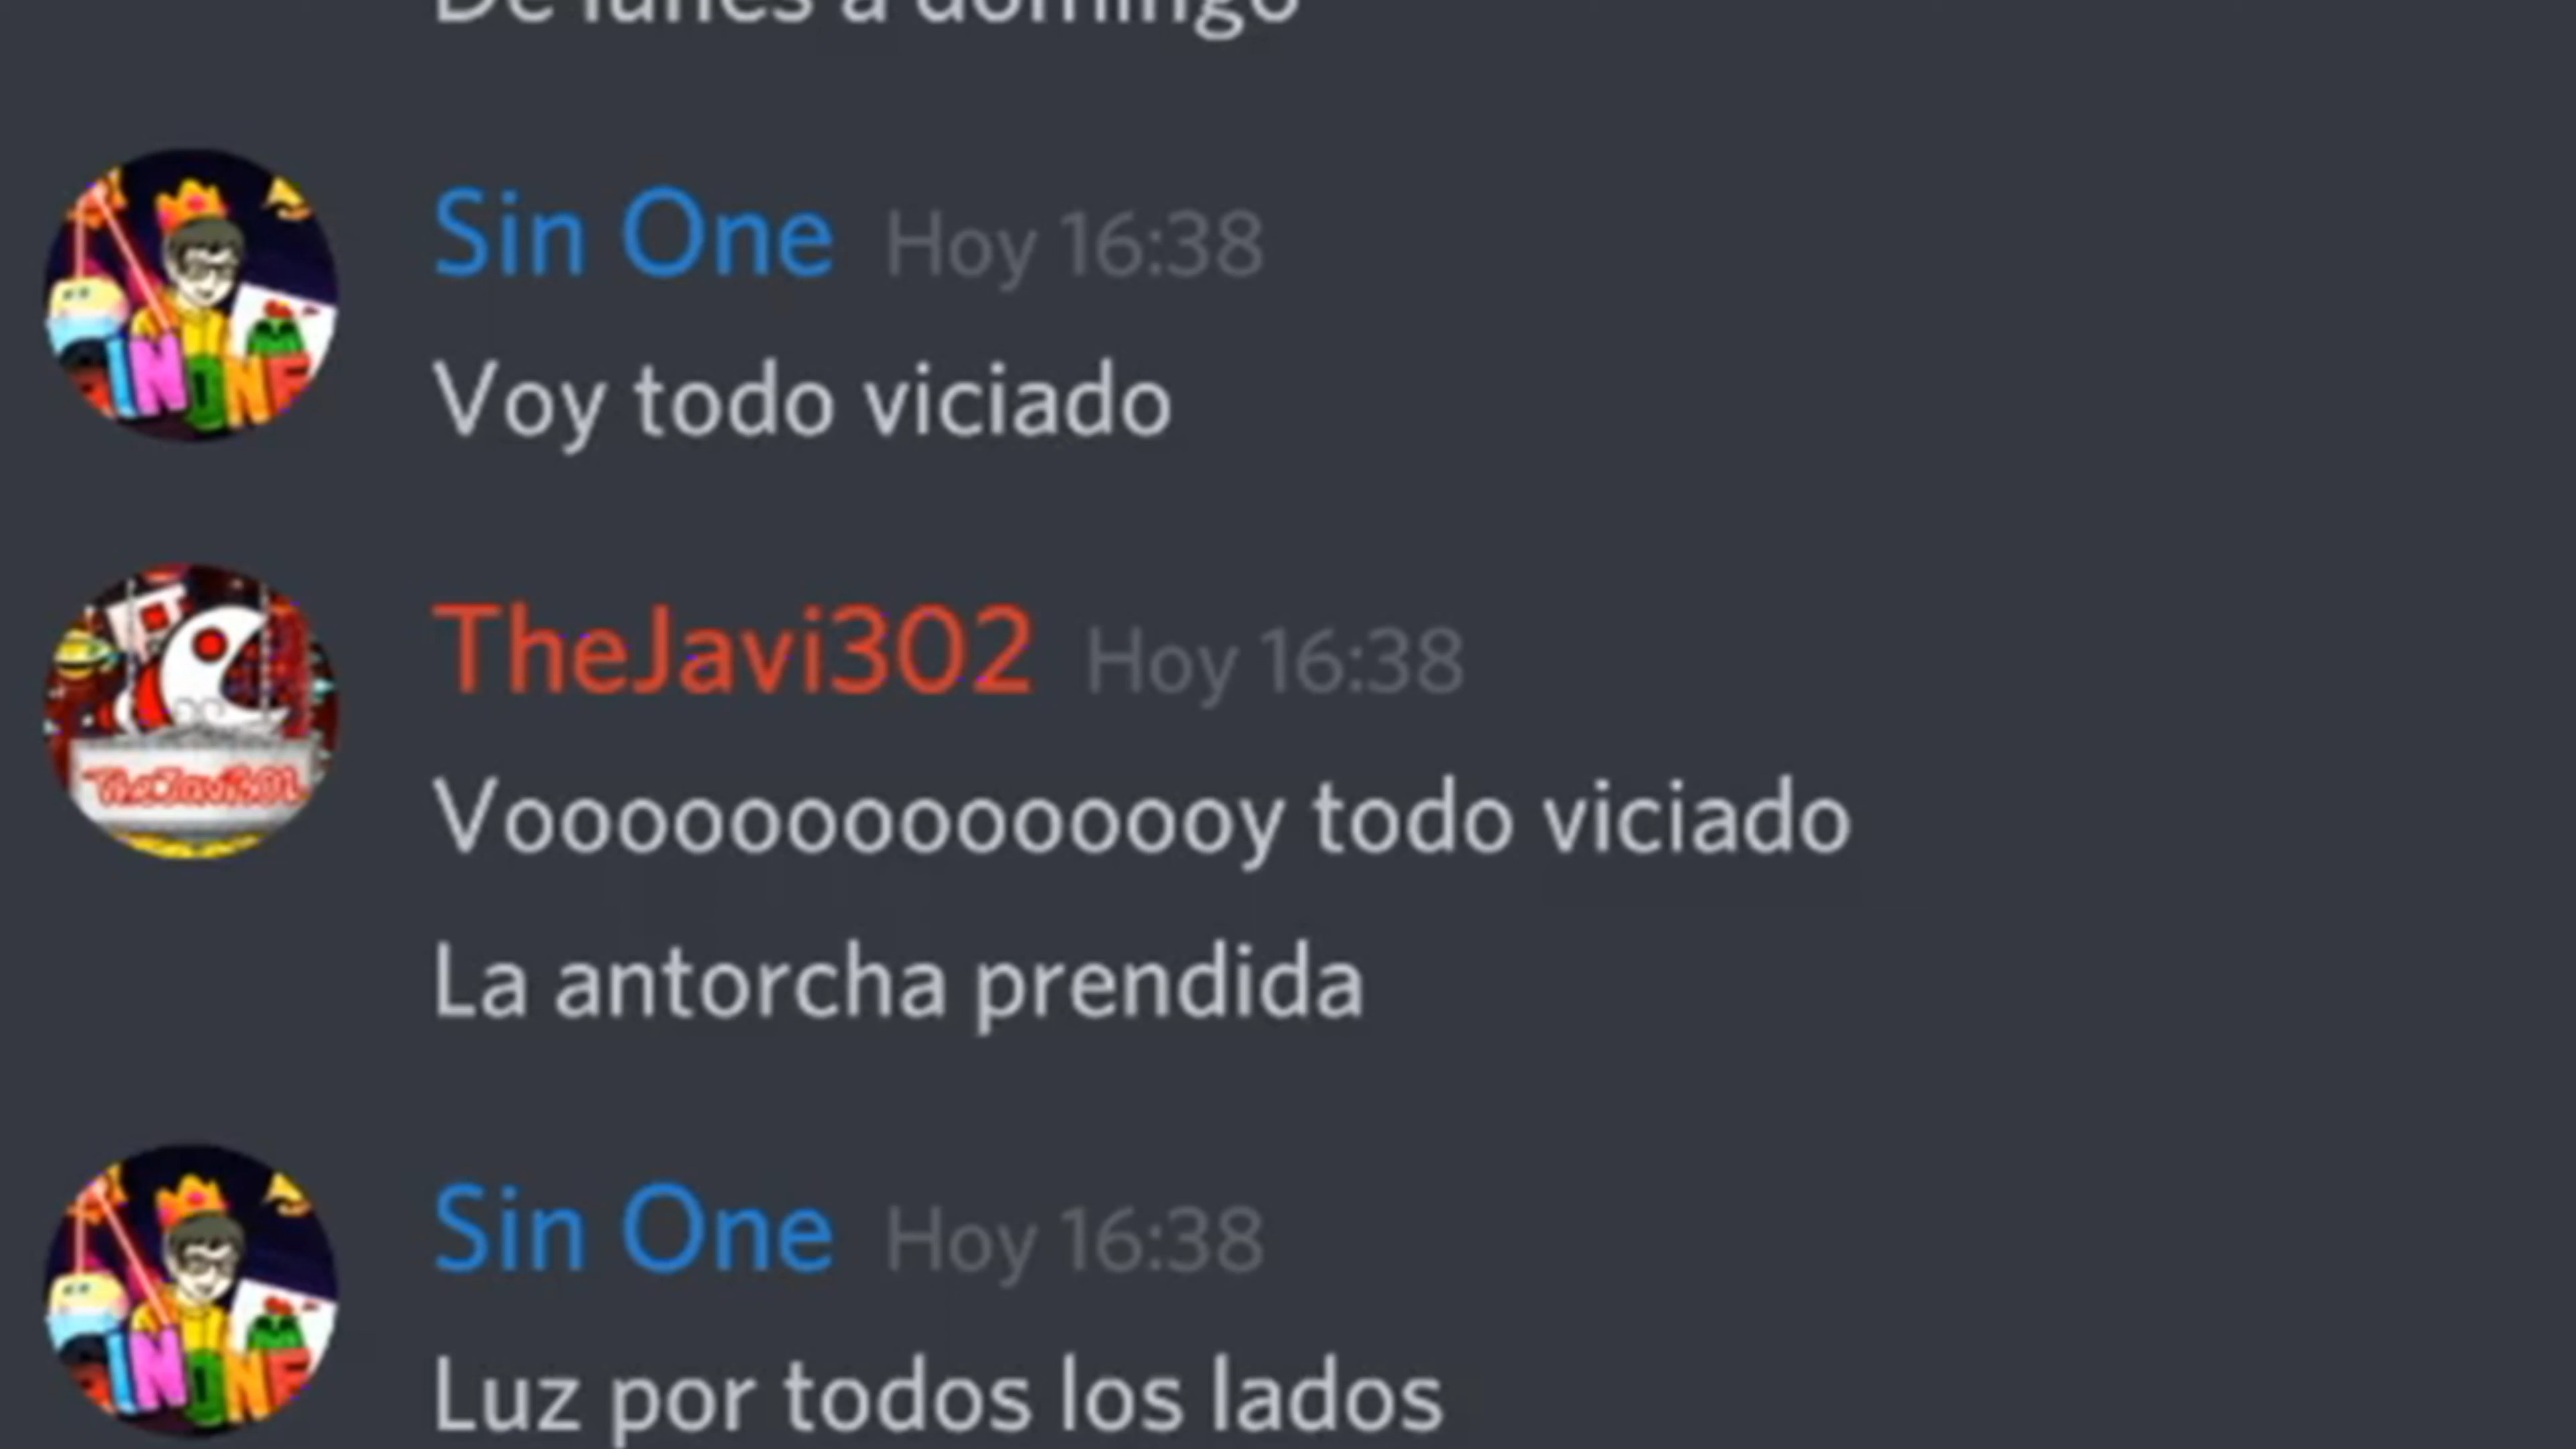 De lunes a domingo
Sin One Hoy 16:38
Voy todo viciado
TheJavi302 Hoy 16:38
Voooooooooooooy todo viciado
La antorcha prendida
Sin One Hoy 16:38
Luz por todos los lados